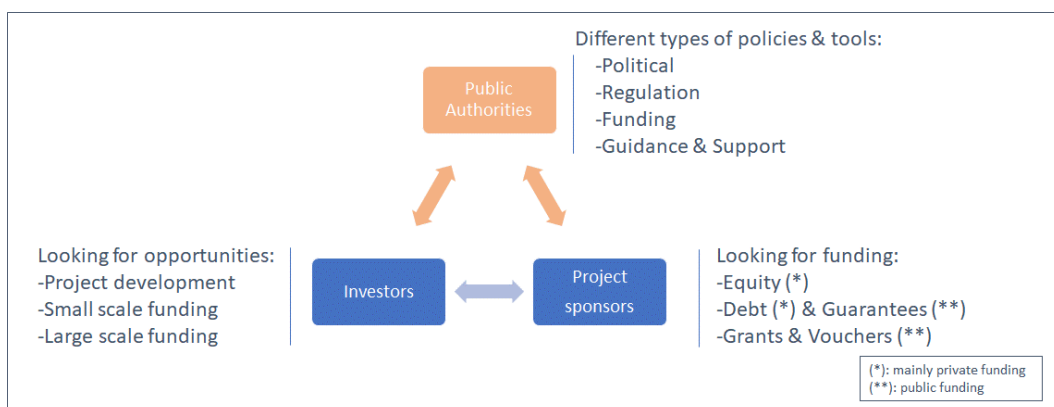 Different types of policies & tools:
-Political
-Regulation
-Funding
-Guidance & Support
Public
Authorities
Looking for opportunities:
-Project development
-Small scale funding
-Large scale funding
Investors
Project
sponsors
Looking for funding:
-Equity (*)
-Debt (*) & Guarantees (**)
-Grants & Vouchers (**)
(*): mainly private funding
(**): public funding